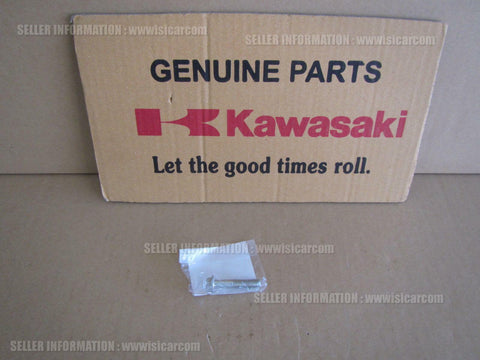 SELLER INFORMATION : wwwisicarcom
SELLER INFORMATION : wwwisicarcom
GENUINE PARTS
Kawasaki
Let the good times roll.
SELLER INFORMATION : wwwisicarcom
SELLER INFORMATION : wwwisicarcom
SELLER INFORMATION : wwwisicarcom